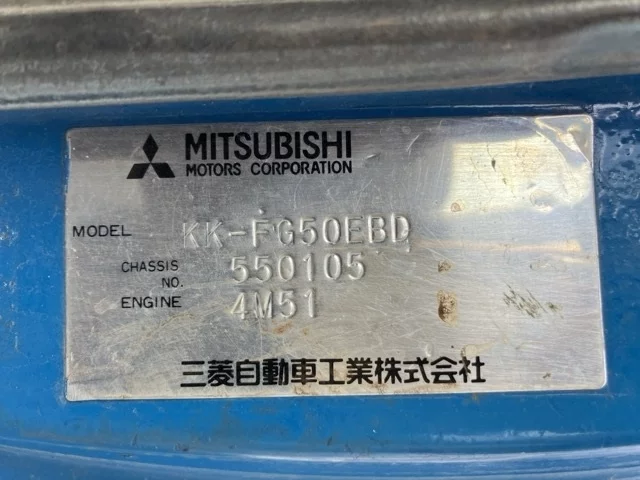 MITSUBISHI
MOTORS CORPORATION
MODEL KK-FG50EBD
CHASSIS NO. 550105
ENGINE 4M51
三菱自動車工業株式会社